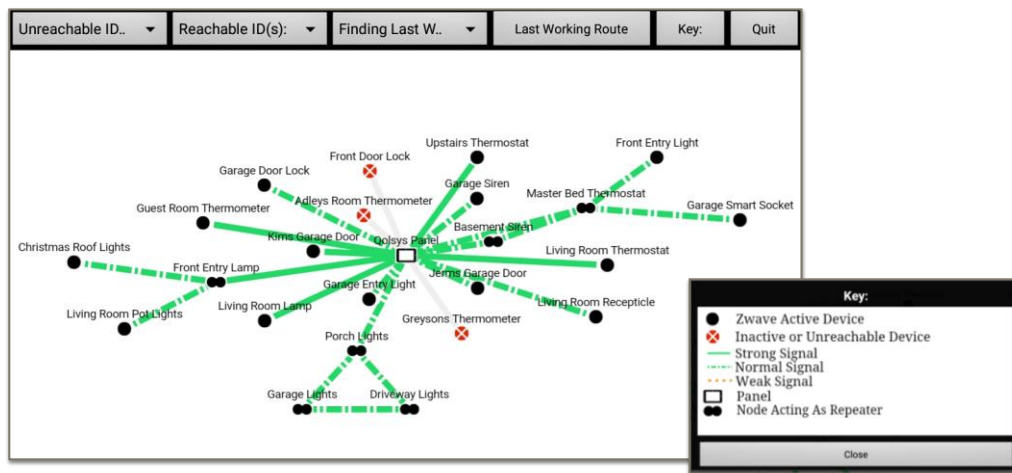 Unreachable ID..
Reachable ID(s):
Finding Last W..
Last Working Route
Key:
Quit
Upstairs Thermostat
Front Entry Light
Front Door Lock
Garage Door Lock
Garage Siren
Master Bed Thermostat
Adleys Room Thermometer
Guest Room Thermometer
Garage Smart Socket
Basement Siren
Kims Garage Door
Qolsys Panel
Christmas Roof Lights
Living Room Thermostat
Front Entry Lamp
Jerms Garage Door
Garage Entry Light
Living Room Pot Lights
Living Room Lamp
Living Room Recepticle
Greysons Thermometer
Porch Lights
Garage Lights
Driveway Lights
Key:
Zwave Active Device
Inactive or Unreachable Device
Strong Signal
Normal Signal
Weak Signal
Panel
Node Acting As Repeater
Close